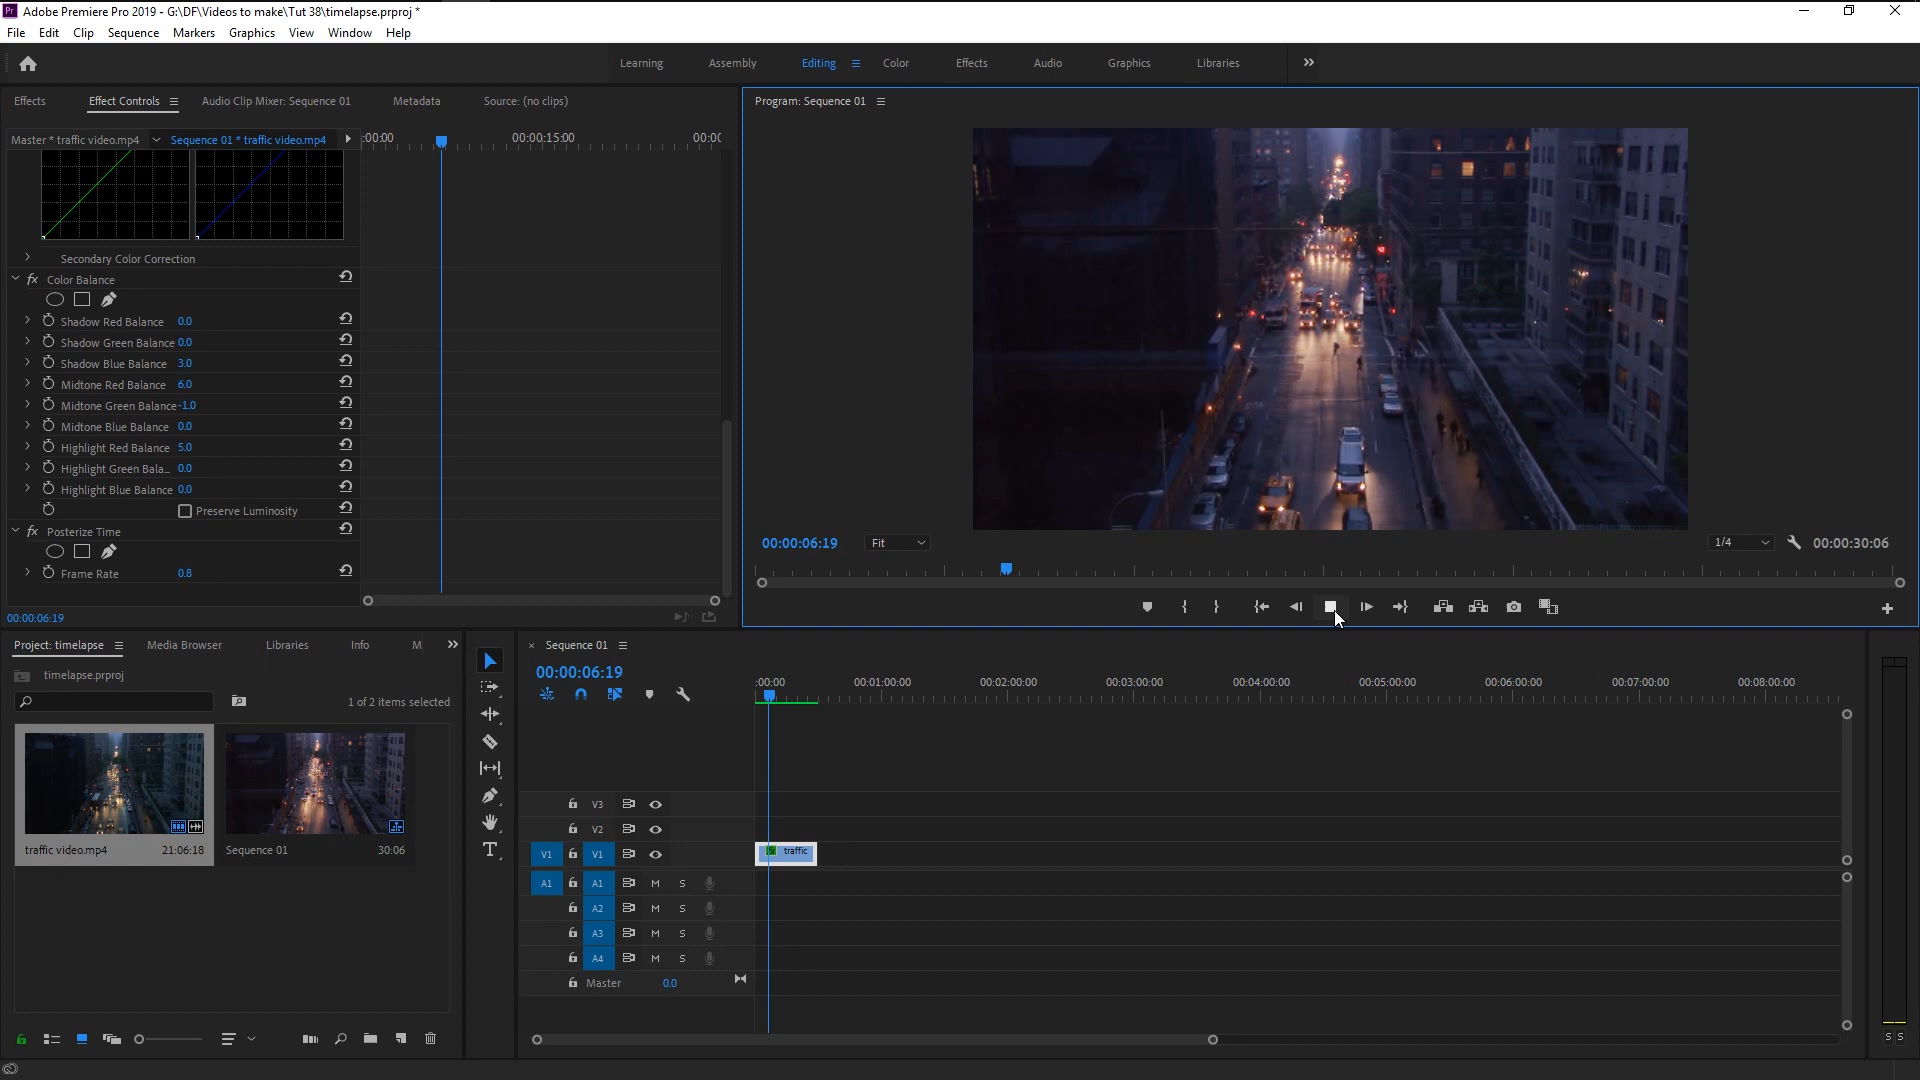 Pr Adobe Premiere Pro 2019 - G:\DF\Videos to make\Tut 38\timelapse.prproj *
File Edit Clip Sequence Markers Graphics View Window Help
Learning Assembly Editing Color Effects Audio Graphics Libraries
Effects Effect Controls Audio Clip Mixer: Sequence 01 Metadata Source: (no clips)
Program: Sequence 01
Master * traffic video.mp4 Sequence 01 * traffic video.mp4
:00:00 00:00:15:00 00:0(
Secondary Color Correction
fx Color Balance
Shadow Red Balance 0.0
Shadow Green Balance 0.0
Shadow Blue Balance 3.0
Midtone Red Balance 6.0
Midtone Green Balance -1.0
Midtone Blue Balance 0.0
Highlight Red Balance 5.0
Highlight Green Bala... 0.0
Highlight Blue Balance 0.0
Preserve Luminosity
fx Posterize Time
Frame Rate 0.8
00:00:06:19
00:00:06:19 Fit 1/4 00:00:30:06
Project: timelapse Media Browser Libraries Info M
timelapse.prproj
1 of 2 items selected
traffic video.mp4 21:06:18
Sequence 01 30:06
× Sequence 01
00:00:06:19
:00:00 00:01:00:00 00:02:00:00 00:03:00:00 00:04:00:00 00:05:00:00 00:06:00:00 00:07:00:00 00:08:00:00
V3
V2
V1 V1 fx traffic
A1 A1 M S
A2 M S
A3 M S
A4 M S
Master 0.0
S S